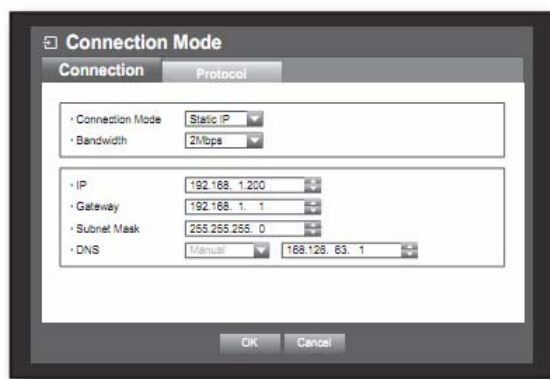 Connection Mode
Connection Protocol
· Connection Mode Static IP
· Bandwidth 2Mbps
· IP 192.168. 1.200
· Gateway 192.168. 1. 1
· Subnet Mask 255.255.255. 0
· DNS Manual 168.126. 63. 1
OK Cancel